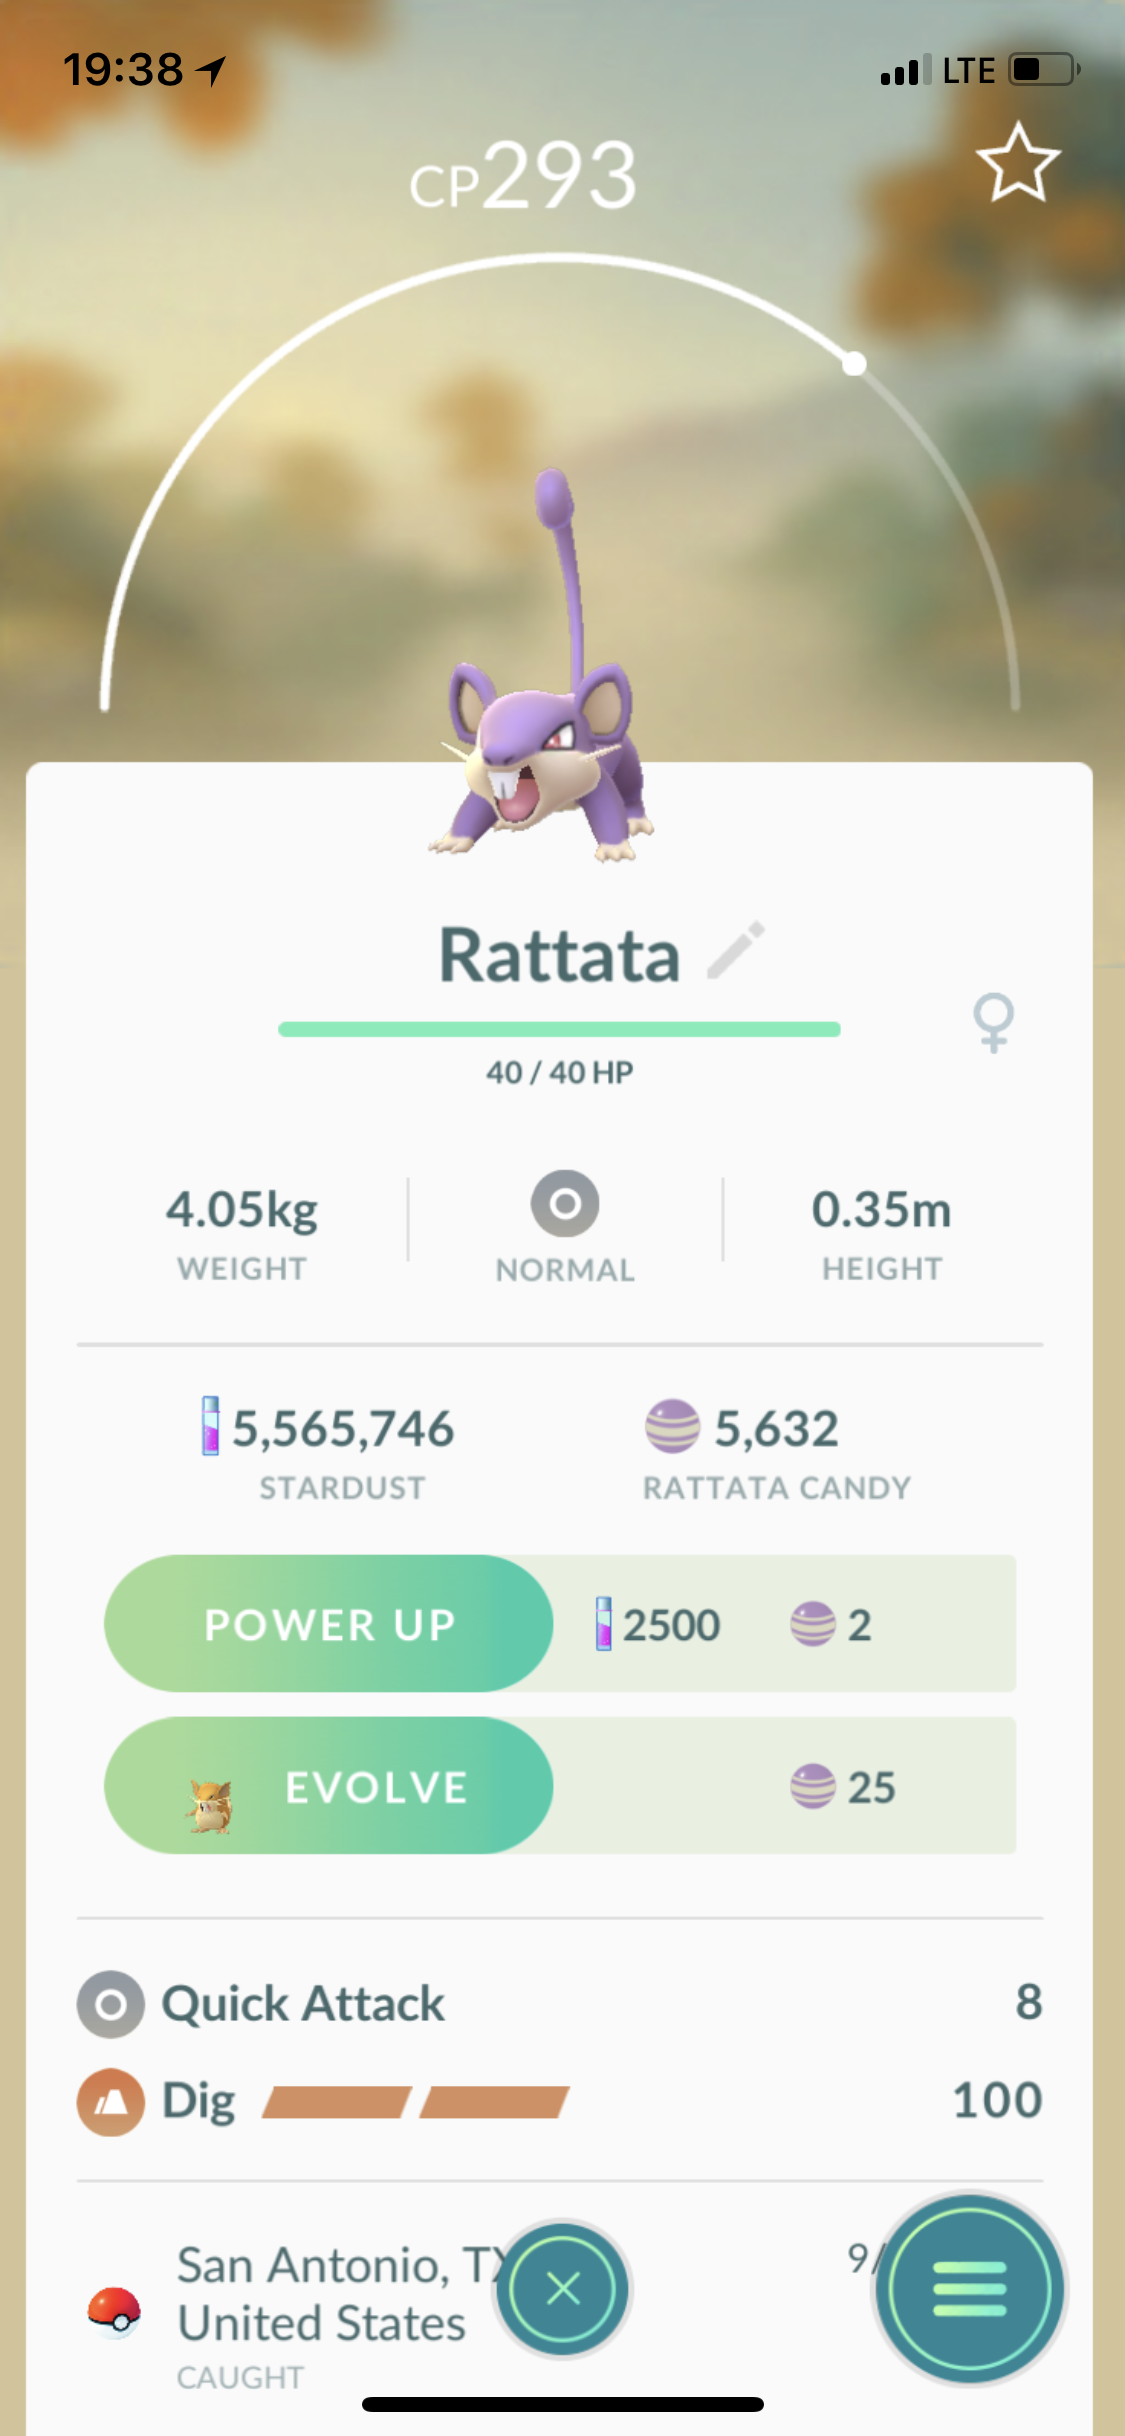 19:38 LTE
CP293
Rattata
40 / 40 HP
4.05kg NORMAL 0.35m
WEIGHT HEIGHT
5,565,746 5,632
STARDUST RATTATA CANDY
POWER UP 2500 2
EVOLVE 25
Quick Attack 8
Dig 100
San Antonio, TX 9/
United States
CAUGHT